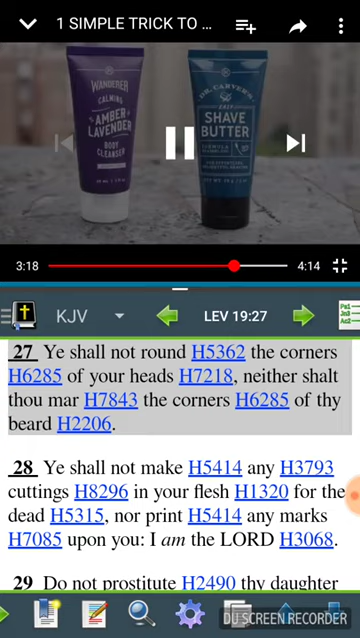 1 SIMPLE TRICK TO ...
WANDERER
CALMING
AMBER
LAVENDER
BODY
CLEANSER
DR. CARVER'S
EASY
SHAVE
BUTTER
3:18
4:14
KJV
LEV 19:27
27 Ye shall not round H5362 the corners
H6285 of your heads H7218, neither shalt
thou mar H7843 the corners H6285 of thy
beard H2206.
28 Ye shall not make H5414 any H3793
cuttings H8296 in your flesh H1320 for the
dead H5315, nor print H5414 any marks
H7085 upon you: I am the LORD H3068.
29 Do not prostitute H2490 thy daughter
DU SCREEN RECORDER